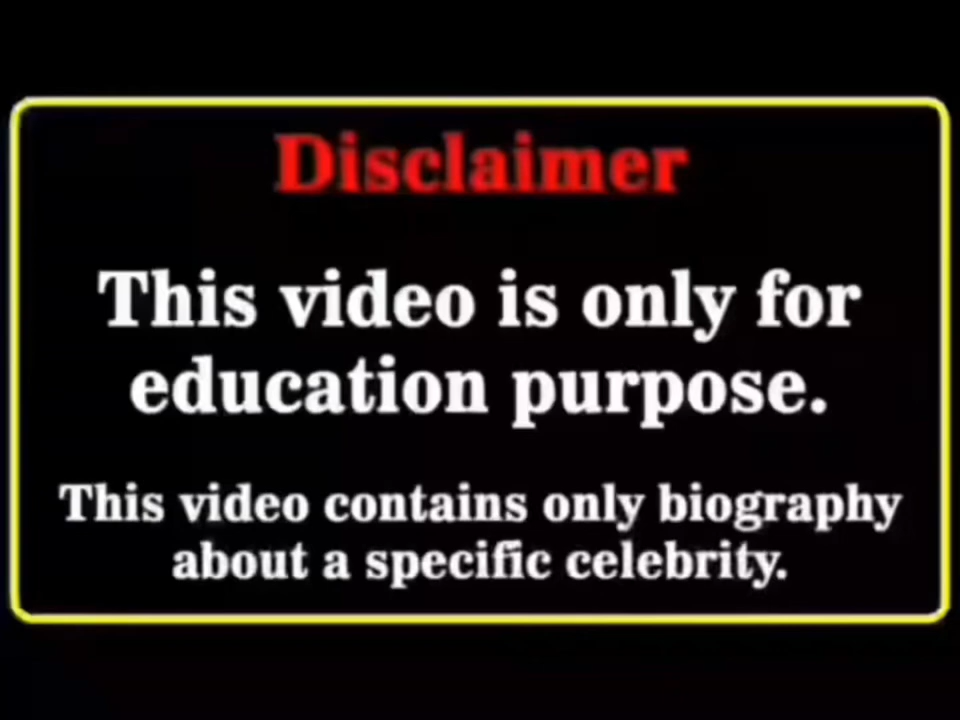 Disclaimer
This video is only for
education purpose.
This video contains only biography
about a specific celebrity.